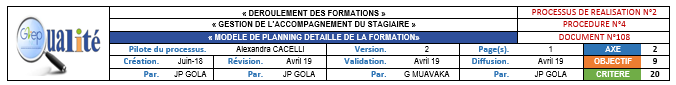 Gliep Qualité
« DEROULEMENT DES FORMATIONS » PROCESSUS DE REALISATION N°2
« GESTION DE L'ACCOMPAGNEMENT DU STAGIAIRE » PROCEDURE N°4
« MODELE DE PLANNING DETAILLE DE LA FORMATION» DOCUMENT N°108
Pilote du processus. Alexandra CACELLI Version. 2 Page(s). 1 AXE 2
Création. Juin-18 Révision. Avril 19 Validation. Avril 19 Diffusion. Avril 19 OBJECTIF 9
Par. JP GOLA Par. JP GOLA Par. G MUAVAKA Par. JP GOLA CRITERE 20